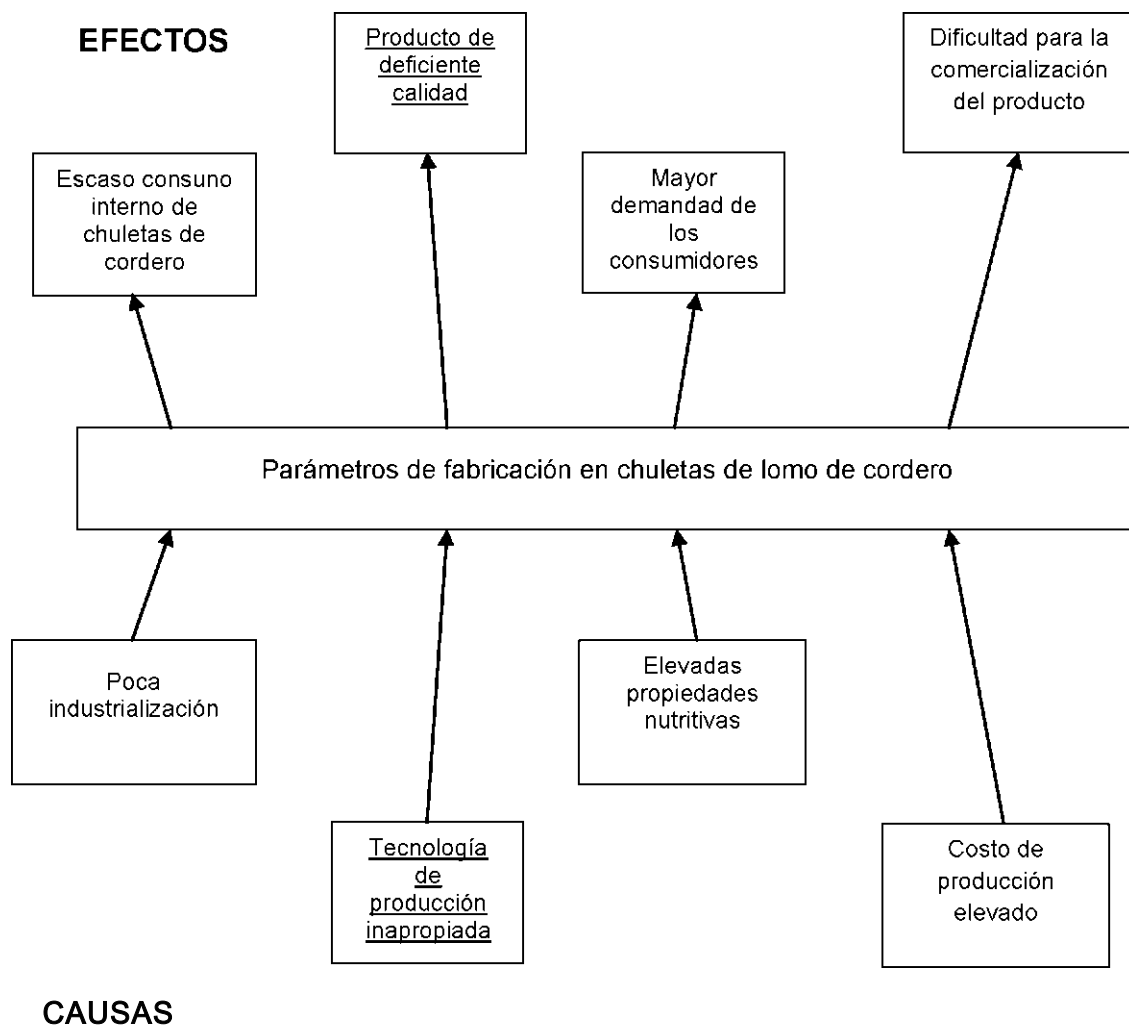 EFECTOS
Producto de
deficiente
calidad
Dificultad para la
comercialización
del producto
Escaso consuno
interno de
chuletas de
cordero
Mayor
demandad de
los
consumidores
Parámetros de fabricación en chuletas de lomo de cordero
Poca
industrialización
Elevadas
propiedades
nutritivas
Tecnología
de
producción
inapropiada
Costo de
producción
elevado
CAUSAS